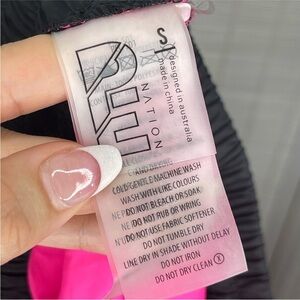 S
designed in australia
made in china
NATION
HAND DRYING
COLD GENTLE MACHINE WASH
WASH WITH LIKE COLOURS
DO NOT BLEACH OR SOAK
DO NOT RUB OR WRING
DO NOT USE FABRIC SOFTENER
DO NOT TUMBLE DRY
LINE DRY IN SHADE WITHOUT DELAY
DO NOT IRON
DO NOT DRY CLEAN